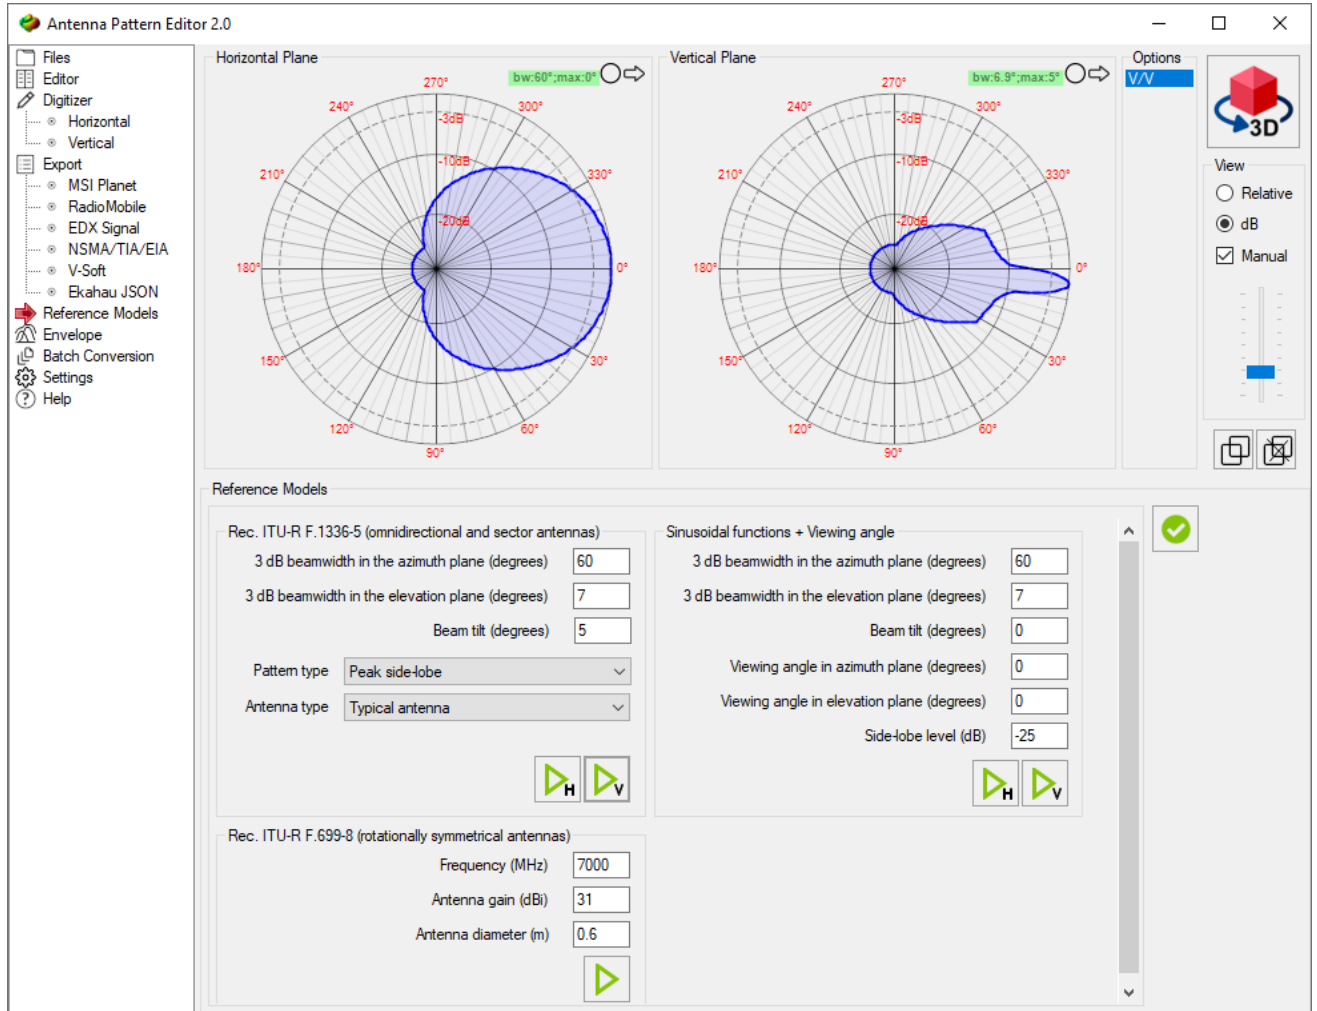 Antenna Pattern Editor 2.0
Files
Editor
Digitizer
Horizontal
Vertical
Export
MSI Planet
RadioMobile
EDX Signal
NSMA/TIA/EIA
V-Soft
Ekahau JSON
Reference Models
Envelope
Batch Conversion
Settings
Help
Horizontal Plane
bw:60°;max:0°
270°
240°
300°
-3dB
-10dB
210°
330°
-20dB
180°
0°
150°
30°
120°
60°
90°
Vertical Plane
bw:6.9°;max:5°
270°
240°
300°
-3dB
-10dB
210°
330°
-20dB
180°
0°
150°
30°
120°
60°
90°
Options
V/V
3D
View
Relative
dB
Manual
Reference Models
Rec. ITU-R F.1336-5 (omnidirectional and sector antennas)
3 dB beamwidth in the azimuth plane (degrees) 60
3 dB beamwidth in the elevation plane (degrees) 7
Beam tilt (degrees) 5
Pattern type Peak side-lobe
Antenna type Typical antenna
H V
Sinusoidal functions + Viewing angle
3 dB beamwidth in the azimuth plane (degrees) 60
3 dB beamwidth in the elevation plane (degrees) 7
Beam tilt (degrees) 0
Viewing angle in azimuth plane (degrees) 0
Viewing angle in elevation plane (degrees) 0
Side-lobe level (dB) -25
H V
Rec. ITU-R F.699-8 (rotationally symmetrical antennas)
Frequency (MHz) 7000
Antenna gain (dBi) 31
Antenna diameter (m) 0.6